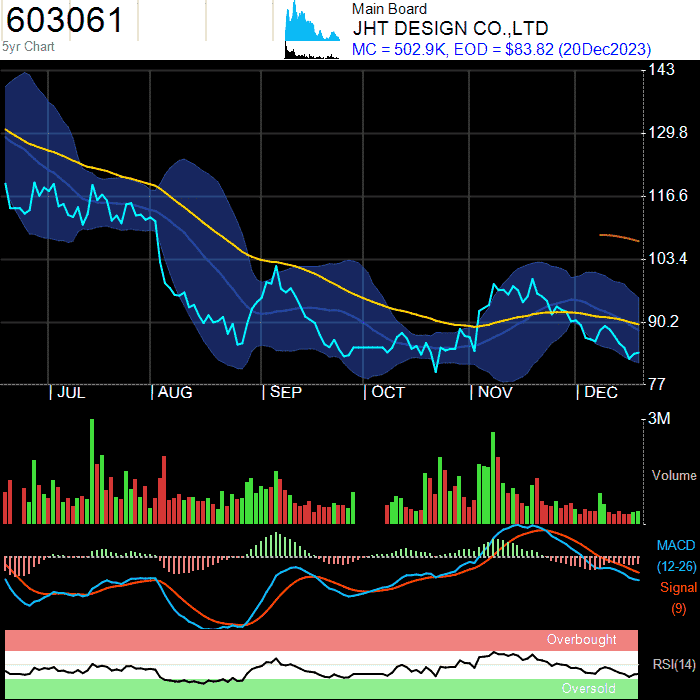 603061
5yr Chart
Main Board
JHT DESIGN CO.,LTD
MC = 502.9K, EOD = $83.82 (20Dec2023)
143
129.8
116.6
103.4
90.2
77
| JUL | AUG | SEP | OCT | NOV | DEC
3M
Volume
MACD
(12-26)
Signal
(9)
Overbought
RSI(14)
Oversold